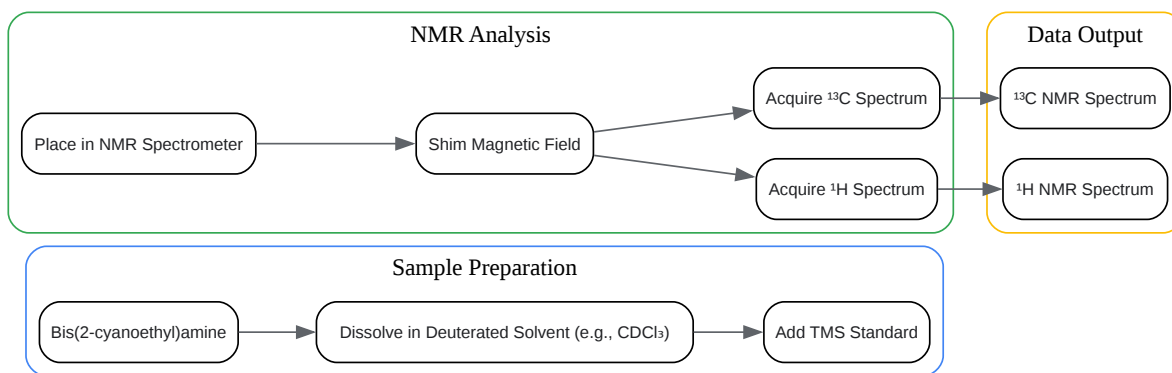 NMR Analysis
Data Output
Place in NMR Spectrometer
Shim Magnetic Field
Acquire ¹³C Spectrum
¹³C NMR Spectrum
Acquire ¹H Spectrum
¹H NMR Spectrum
Sample Preparation
Bis(2-cyanoethyl)amine
Dissolve in Deuterated Solvent (e.g., CDCl₃)
Add TMS Standard